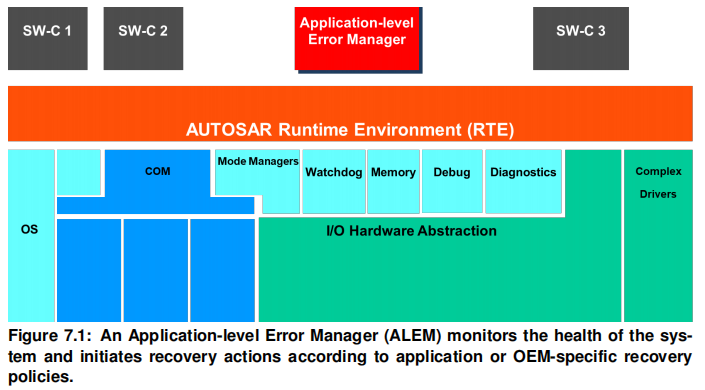 SW-C 1
SW-C 2
Application-level
Error Manager
SW-C 3
AUTOSAR Runtime Environment (RTE)
OS
COM
Mode Managers
Watchdog
Memory
Debug
Diagnostics
Complex
Drivers
I/O Hardware Abstraction
Figure 7.1: An Application-level Error Manager (ALEM) monitors the health of the sys-
tem and initiates recovery actions according to application or OEM-specific recovery
policies.